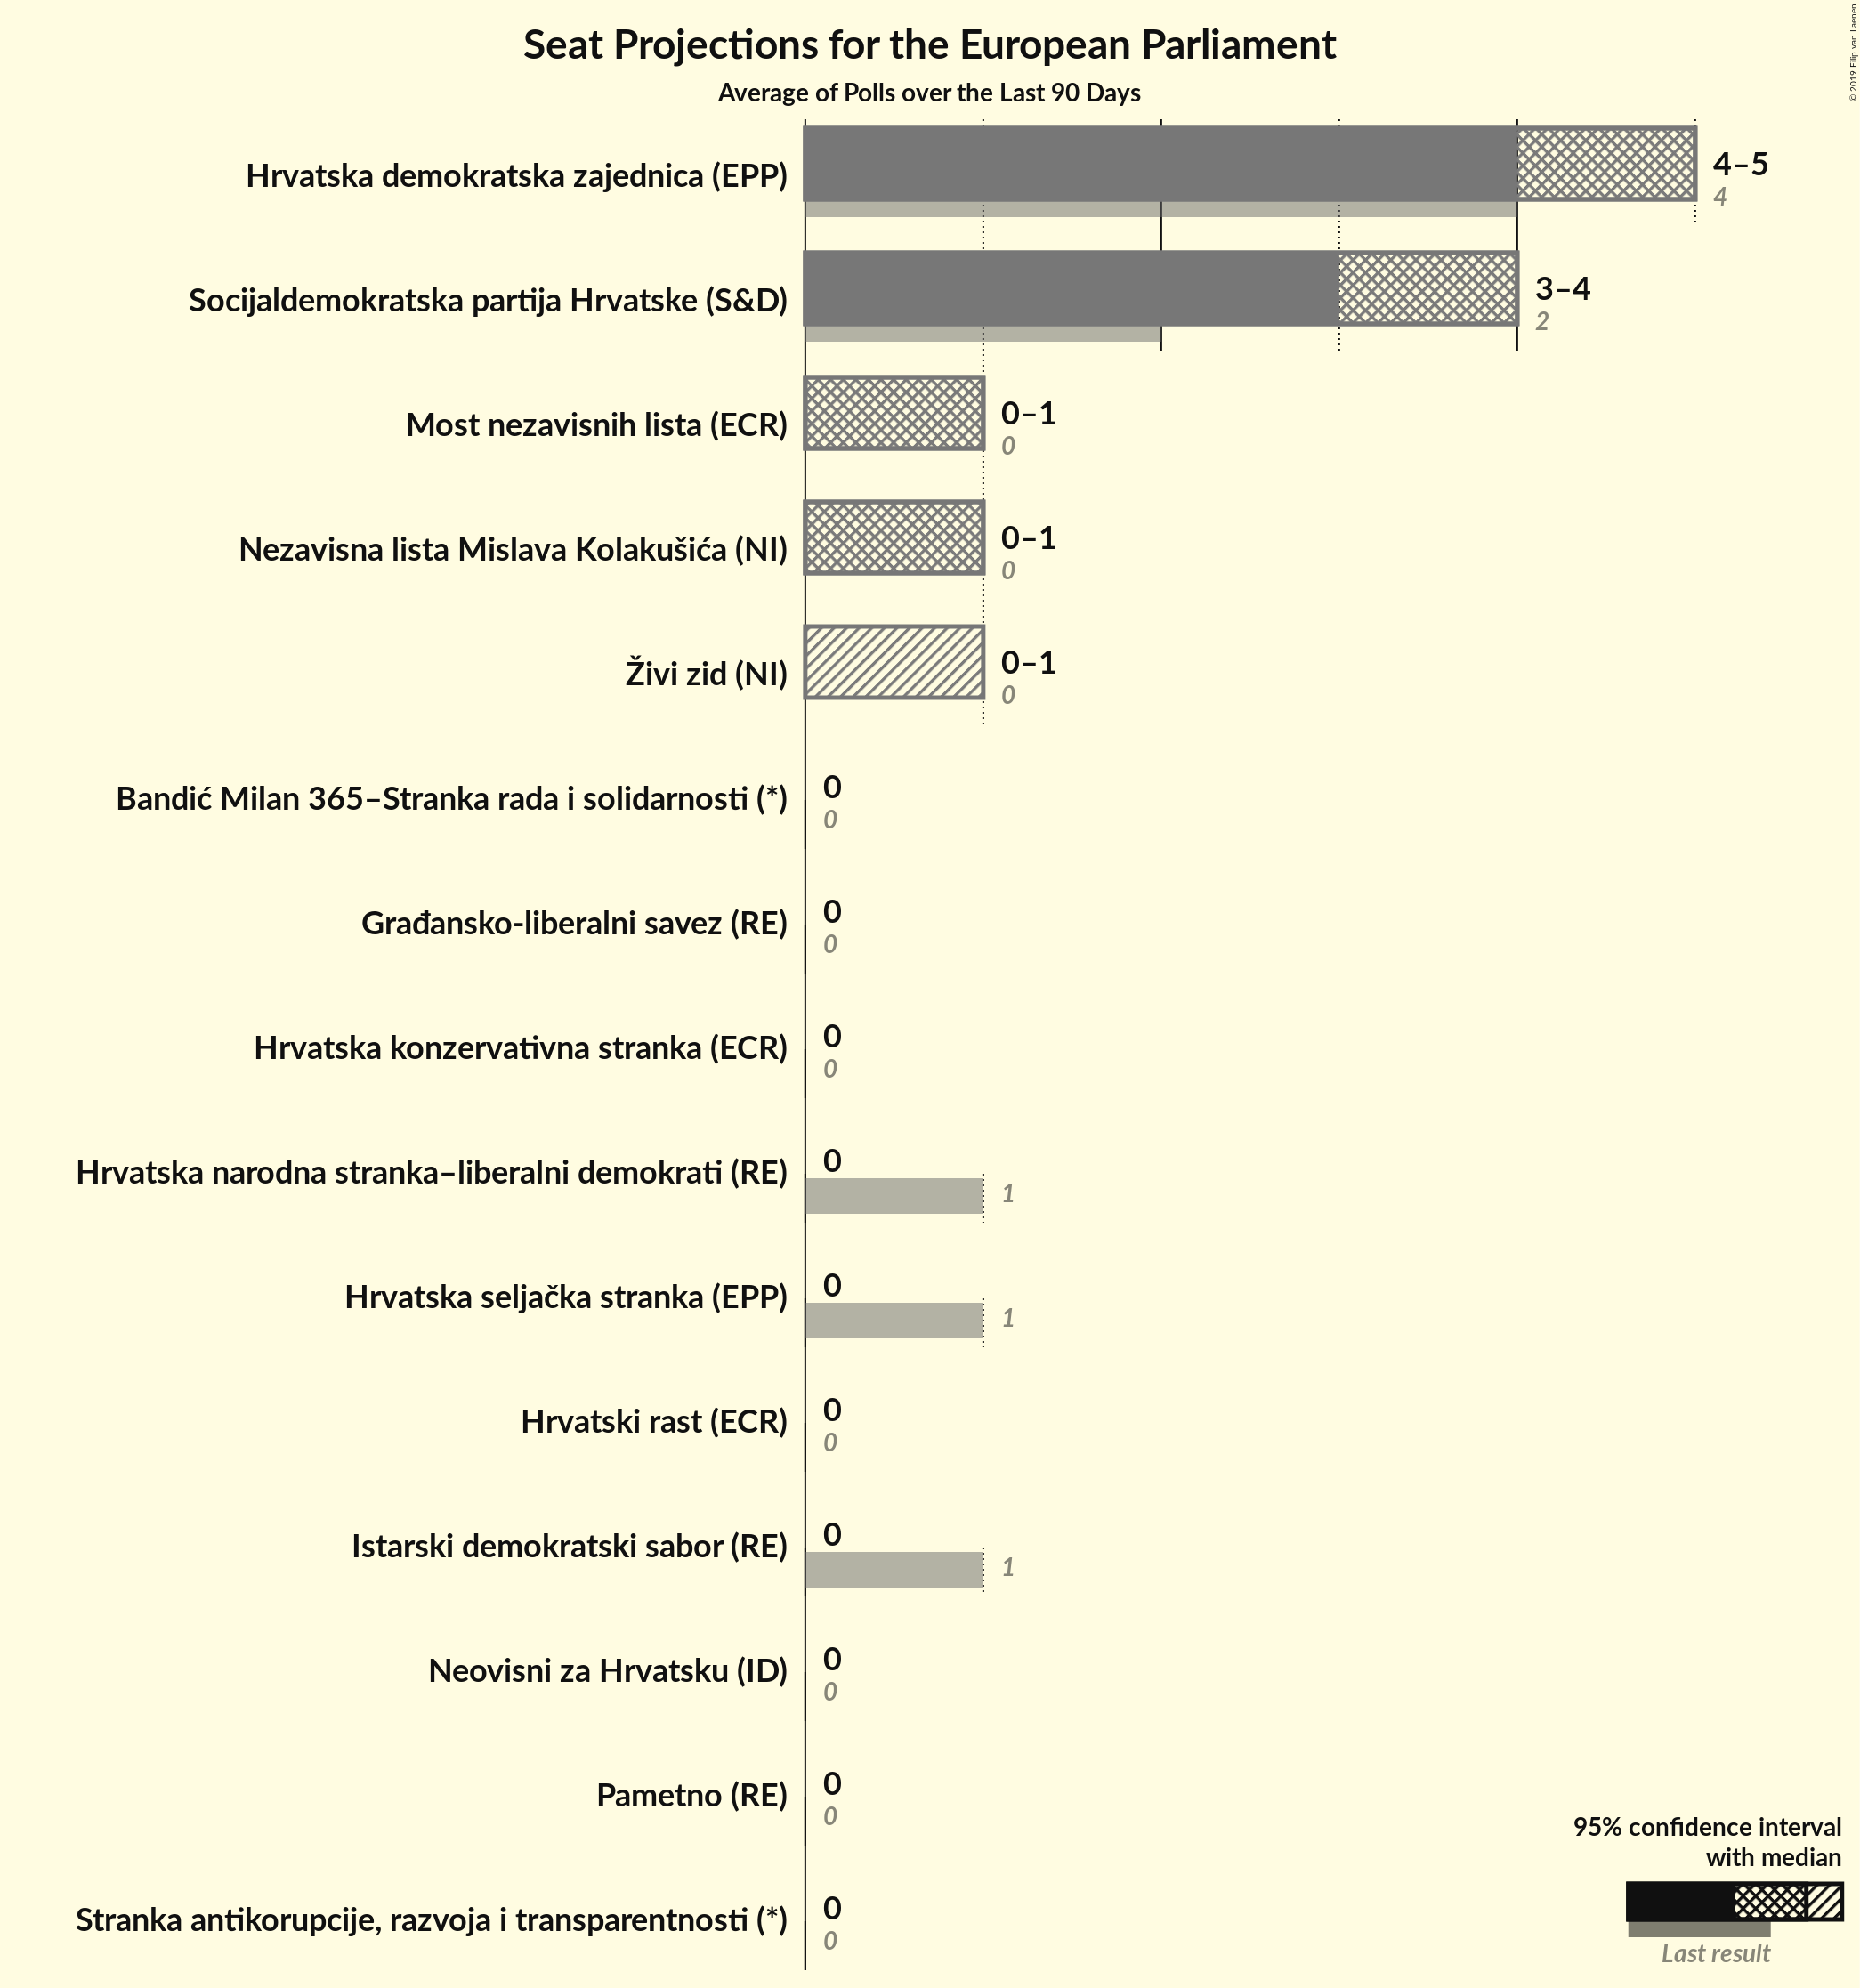 Seat Projections for the European Parliament
Average of Polls over the Last 90 Days
© 2019 Filip van Laenen
Hrvatska demokratska zajednica (EPP)
4–5
4
Socijaldemokratska partija Hrvatske (S&D)
3–4
2
Most nezavisnih lista (ECR)
0–1
0
Nezavisna lista Mislava Kolakušića (NI)
0–1
0
Živi zid (NI)
0–1
0
Bandić Milan 365–Stranka rada i solidarnosti (*)
0
0
Građansko-liberalni savez (RE)
0
0
Hrvatska konzervativna stranka (ECR)
0
0
Hrvatska narodna stranka–liberalni demokrati (RE)
0
1
Hrvatska seljačka stranka (EPP)
0
1
Hrvatski rast (ECR)
0
0
Istarski demokratski sabor (RE)
0
1
Neovisni za Hrvatsku (ID)
0
0
Pametno (RE)
0
0
Stranka antikorupcije, razvoja i transparentnosti (*)
0
0
95% confidence interval
with median
Last result